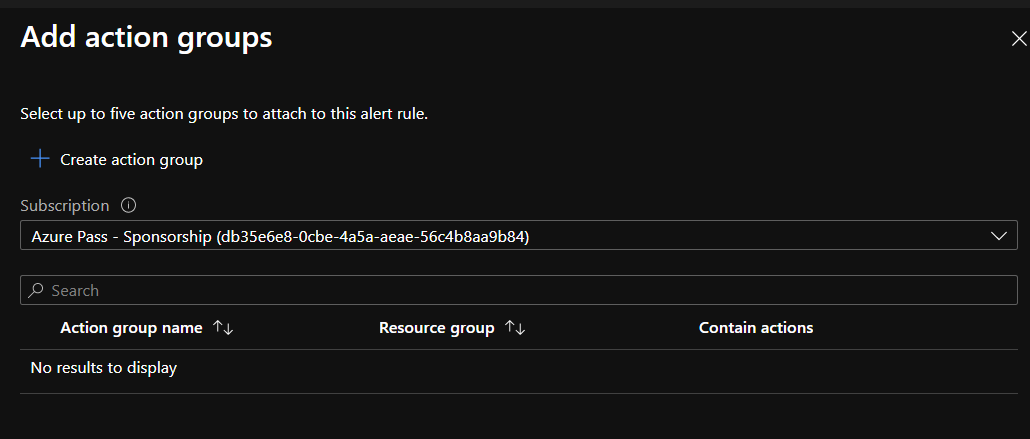 Add action groups
Select up to five action groups to attach to this alert rule.
Create action group
Subscription
Azure Pass - Sponsorship (db35e6e8-0cbe-4a5a-aeae-56c4b8aa9b84)
Search
Action group name Resource group Contain actions
No results to display